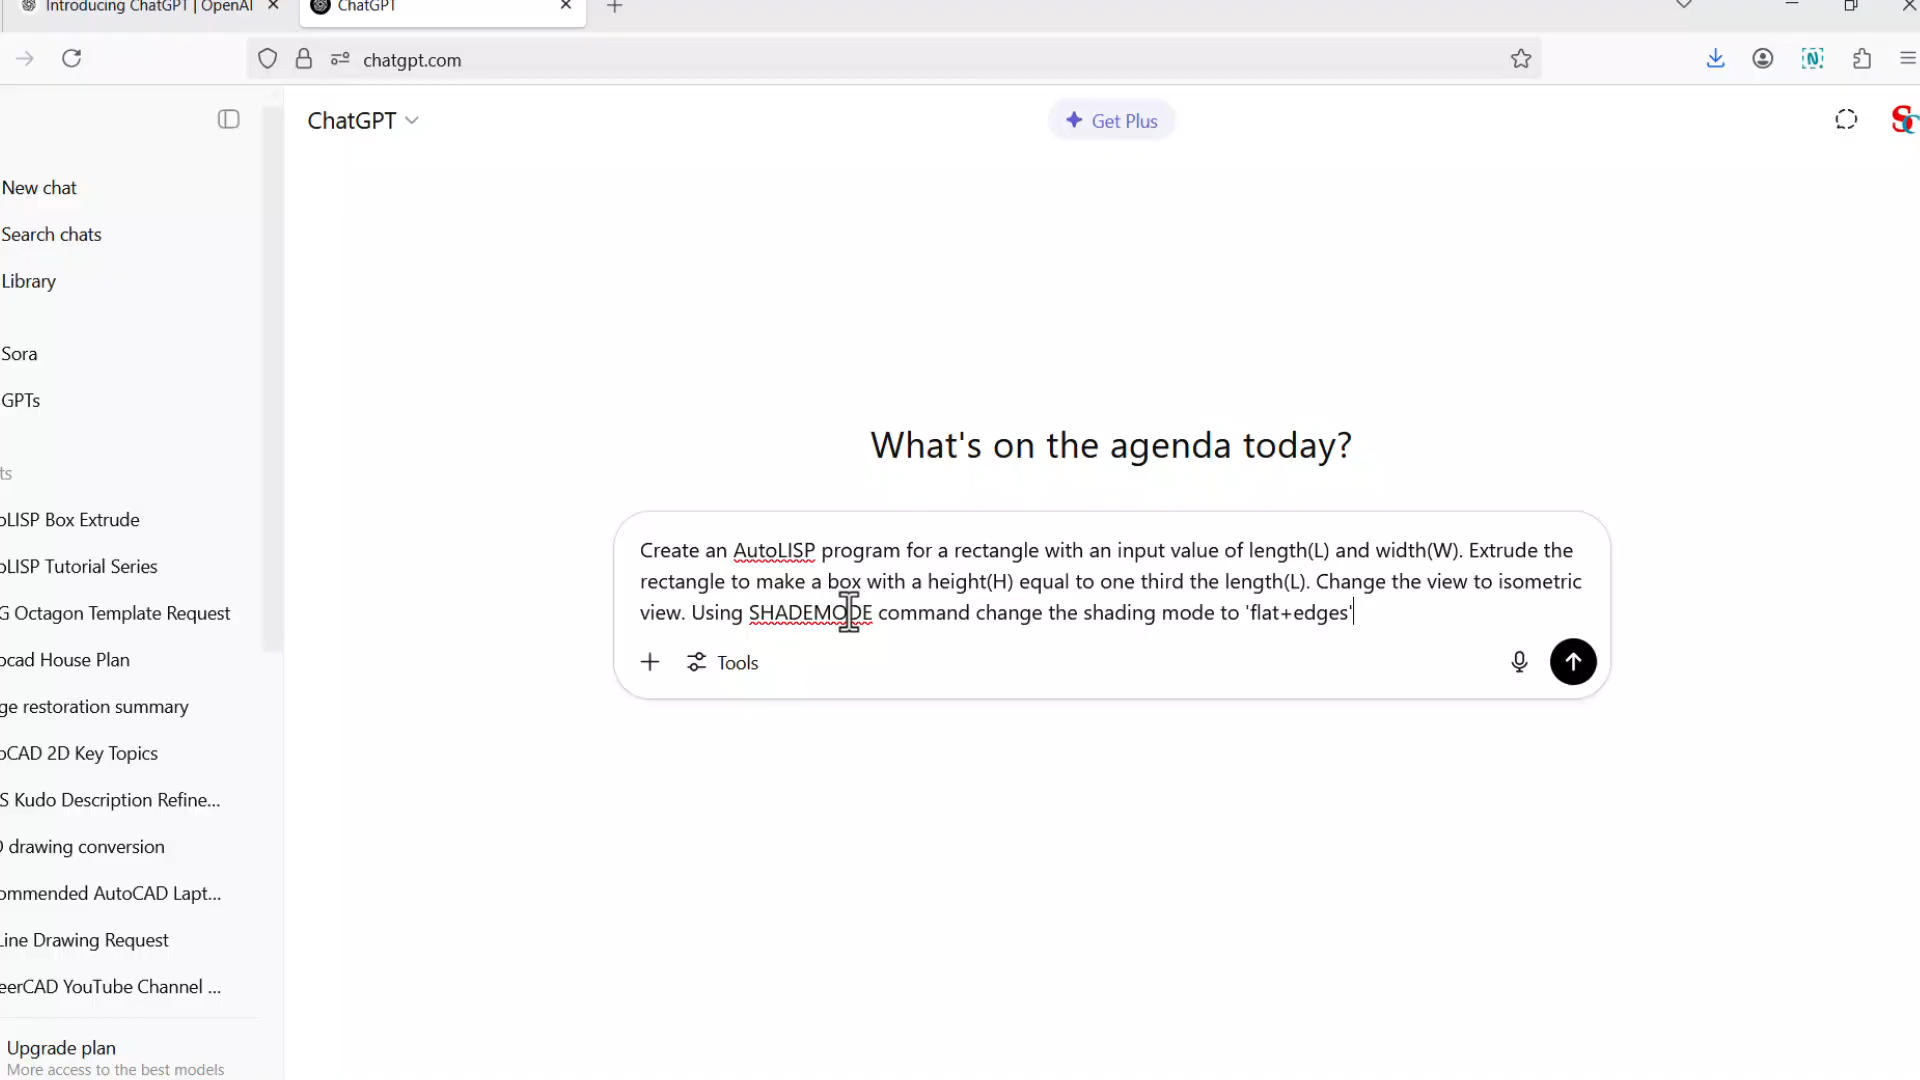 Introducing ChatGPT | OpenAI
ChatGPT
chatgpt.com
ChatGPT
Get Plus
New chat
Search chats
Library
Sora
GPTs
ts
oLISP Box Extrude
oLISP Tutorial Series
G Octagon Template Request
ocad House Plan
ge restoration summary
oCAD 2D Key Topics
S Kudo Description Refine...
D drawing conversion
ommended AutoCAD Lapt...
Line Drawing Request
eerCAD YouTube Channel ...
Upgrade plan
More access to the best models
What's on the agenda today?
Create an AutoLISP program for a rectangle with an input value of length(L) and width(W). Extrude the
rectangle to make a box with a height(H) equal to one third the length(L). Change the view to isometric
view. Using SHADEMODE command change the shading mode to 'flat+edges'
Tools